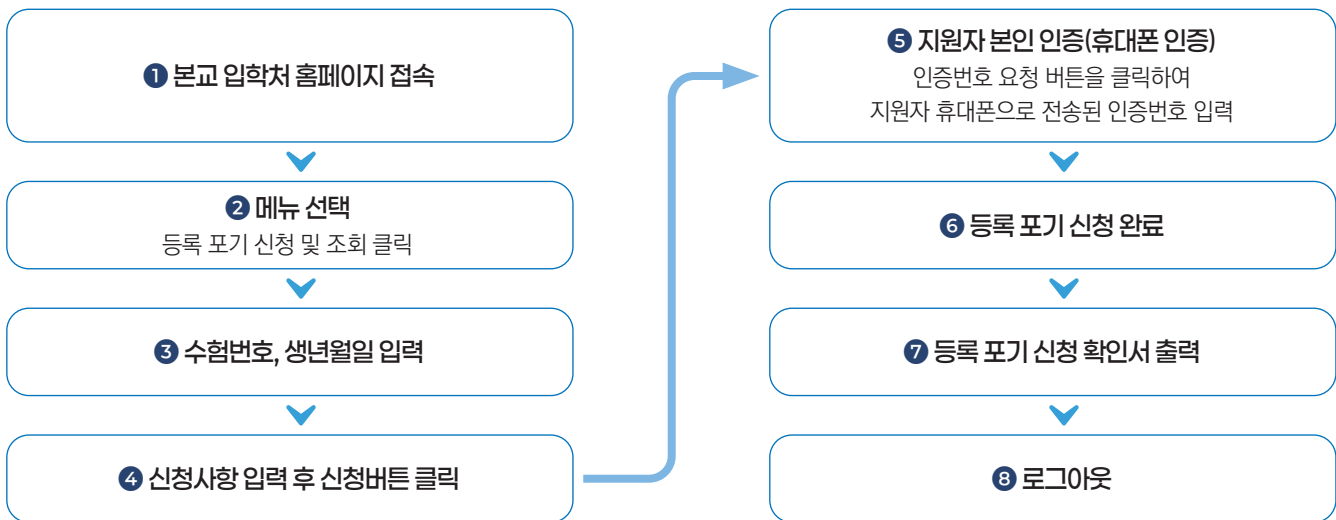 ❶ 본교 입학처 홈페이지 접속
❷ 메뉴 선택
등록 포기 신청 및 조회 클릭
❸ 수험번호, 생년월일 입력
❹ 신청사항 입력 후 신청버튼 클릭
❺ 지원자 본인 인증(휴대폰 인증)
인증번호 요청 버튼을 클릭하여
지원자 휴대폰으로 전송된 인증번호 입력
❻ 등록 포기 신청 완료
❼ 등록 포기 신청 확인서 출력
❽ 로그아웃